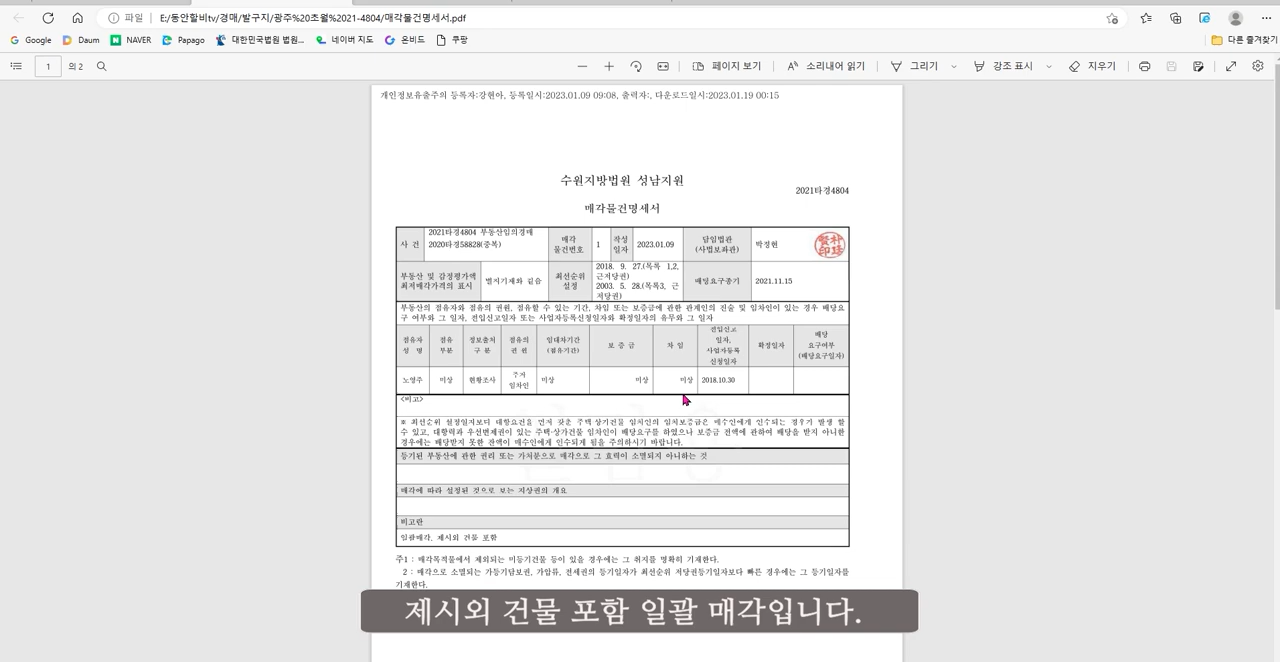 파일 E:/동안할비tv/경매/발구지/광주%20초월%2021-4804/매각물건명세서.pdf
Google Daum NAVER Papago 대한민국법원 법원... 네이버 지도 온비드 쿠팡 다른 즐겨찾기
1 의 2 페이지 보기 소리내어 읽기 그리기 강조 표시 지우기
개인정보유출주의 등록자:강현아, 등록일시:2023.01.09 09:08, 출력자:, 다운로드일시:2023.01.19 00:15
수원지방법원 성남지원
2021타경4804
매각물건명세서
사 건 2021타경4804 부동산임의경매
2020타경58828(중복)
매각
물건번호
1
작성
일자
2023.01.09
담임법관
(사법보좌관)
박정현
부동산 및 감정평가액
최저매각가격의 표시
별지기재와 같음
최선순위
설정
2018. 9. 27.(목록 1,2,
근저당권)
2003. 5. 28.(목록3, 근
저당권)
배당요구종기
2021.11.15
부동산의 점유자와 점유의 권원, 점유할 수 있는 기간, 차임 또는 보증금에 관한 관계인의 진술 및 임차인이 있는 경우 배당요
구 여부와 그 일자, 전입신고일자 또는 사업자등록신청일자와 확정일자의 유무와 그 일자
점유자
성 명
점유
부분
정보출처
구 분
점유의
권 원
임대차기간
(점유기간)
보 증 금
차 임
전입신고
일자,
사업자등록
신청일자
확정일자
배당
요구여부
(배당요구일자)
노영주 미상 현황조사 주거
임차인
미상 미상 미상 2018.10.30
<비고>
※ 최선순위 설정일자보다 대항요건을 먼저 갖춘 주택·상가건물 임차인의 임차보증금은 매수인에게 인수되는 경우가 발생 할
수 있고, 대항력과 우선변제권이 있는 주택·상가건물 임차인이 배당요구를 하였으나 보증금 전액에 관하여 배당을 받지 아니한
경우에는 배당받지 못한 잔액이 매수인에게 인수되게 됨을 주의하시기 바랍니다.
등기된 부동산에 관한 권리 또는 가처분으로 매각으로 그 효력이 소멸되지 아니하는 것
매각에 따라 설정된 것으로 보는 지상권의 개요
비고란
일괄매각. 제시외 건물 포함
주1 : 매각목적물에서 제외되는 미등기건물 등이 있을 경우에는 그 취지를 명확히 기재한다.
2 : 매각으로 소멸되는 가등기담보권, 가압류, 전세권의 등기일자가 최선순위 저당권등기일자보다 빠른 경우에는 그 등기일자를
기재한다.
제시외 건물 포함 일괄 매각입니다.